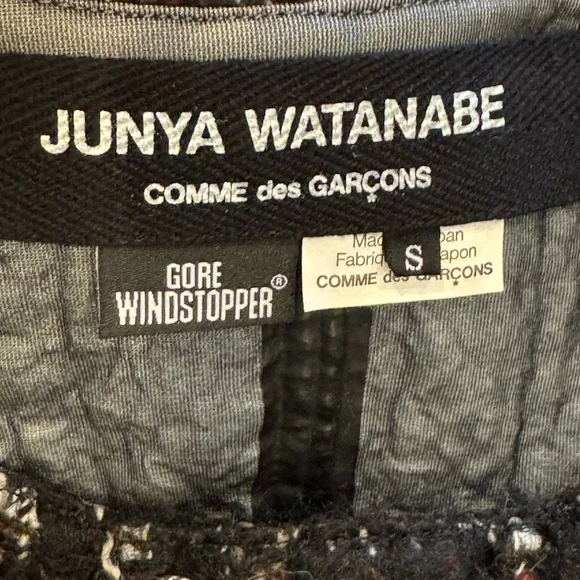 JUNYA WATANABE
COMME des GARÇONS
GORE
WINDSTOPPER®
S
COMME des GARÇONS